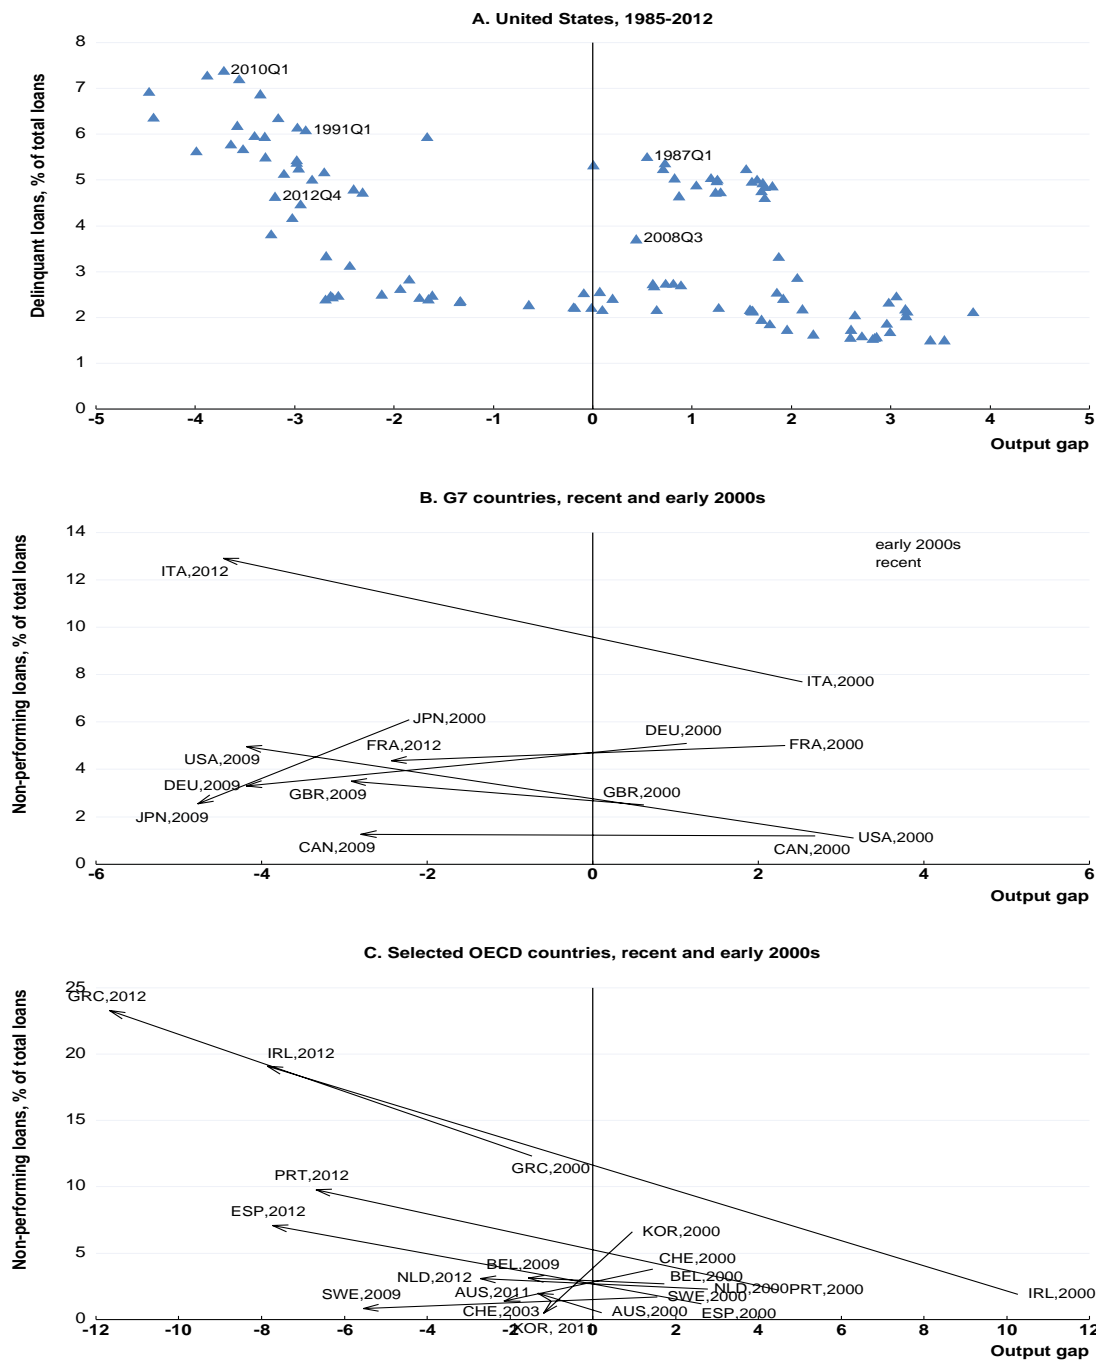 A. United States, 1985-2012
Delinquant loans, % of total loans
8
7
6
5
4
3
2
1
0
2010Q1
1991Q1
1987Q1
2012Q4
2008Q3
-5 -4 -3 -2 -1 0 1 2 3 4 5
Output gap
B. G7 countries, recent and early 2000s
Non-performing loans, % of total loans
14
12
10
8
6
4
2
0
early 2000s
recent
ITA,2012
ITA,2000
JPN,2000
DEU,2000
FRA,2012
FRA,2000
USA,2009
DEU,2009
GBR,2009
GBR,2000
JPN,2009
USA,2000
CAN,2009
CAN,2000
-6 -4 -2 0 2 4 6
Output gap
C. Selected OECD countries, recent and early 2000s
Non-performing loans, % of total loans
25
20
15
10
5
0
GRC,2012
IRL,2012
GRC,2000
PRT,2012
ESP,2012
KOR,2000
CHE,2000
BEL,2009
NLD,2012
BEL,2000
AUS,2011
NLD,2000
PRT,2000
SWE,2009
SWE,2000
IRL,2000
CHE,2003
AUS,2000
ESP,2000
KOR, 2011
-12 -10 -8 -6 -4 -2 0 2 4 6 8 10 12
Output gap